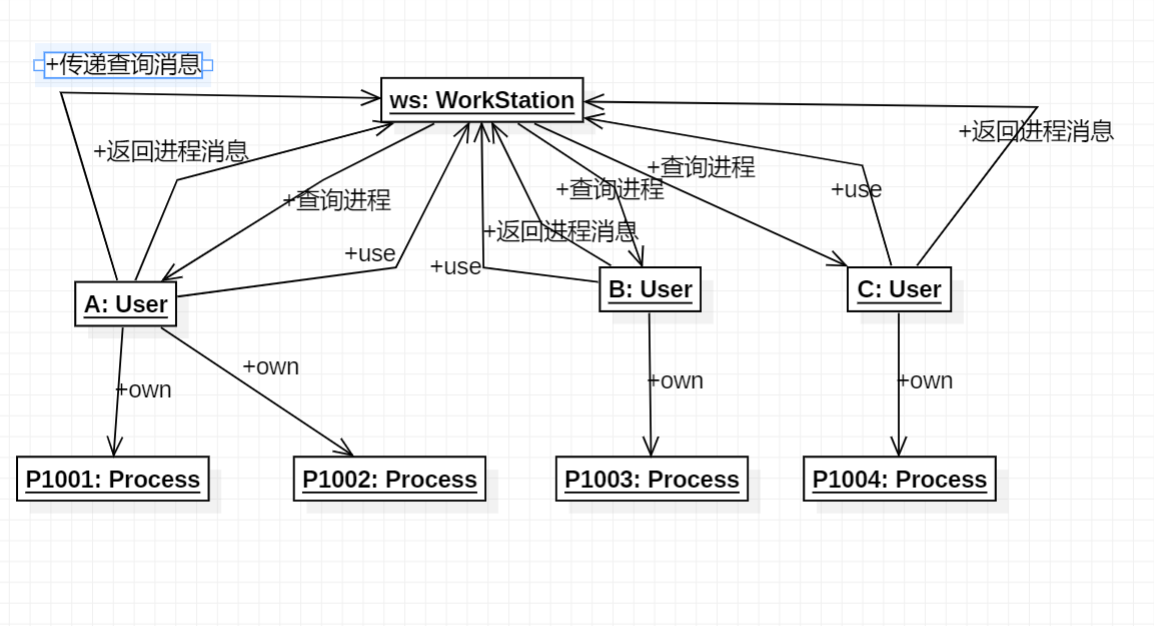 +传递查询消息
ws: WorkStation
+返回进程消息
+返回进程消息
+查询进程
+查询进程
+use
+查询进程
+返回进程消息
+use
+use
A: User
B: User
C: User
+own
+own
+own
+own
P1001: Process
P1002: Process
P1003: Process
P1004: Process